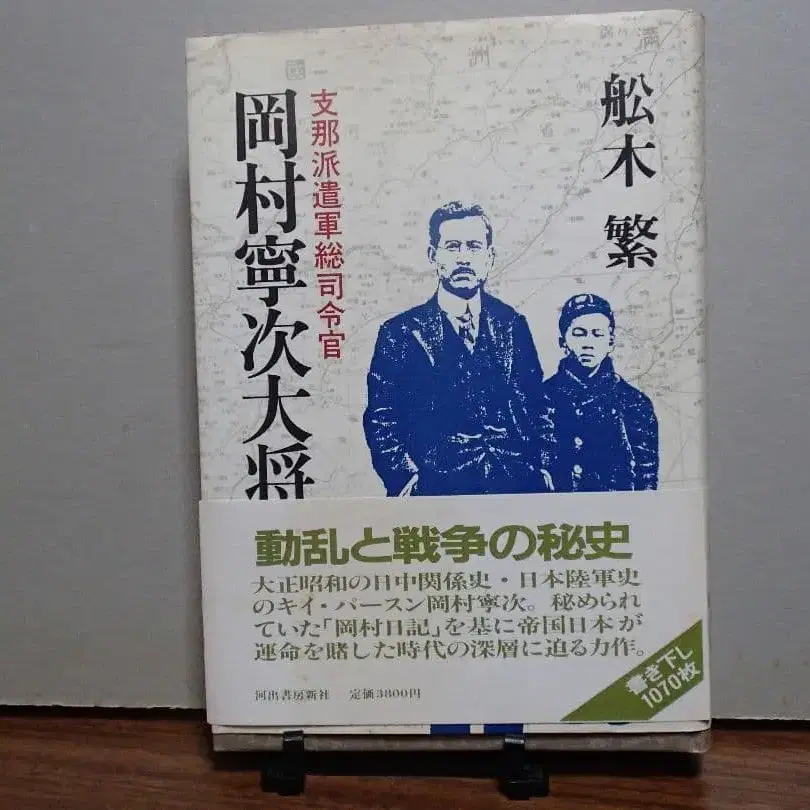 舩木 繁
支那派遣軍総司令官
岡村寧次大将
満
洲
動乱と戦争の秘史
大正昭和の日中関係史・日本陸軍史
のキイ・パースン岡村寧次。秘められ
ていた「岡村日記」を基に帝国日本が
運命を賭した時代の深層に迫る力作。
書き下し
1070枚
河出書房新社 定価3800円